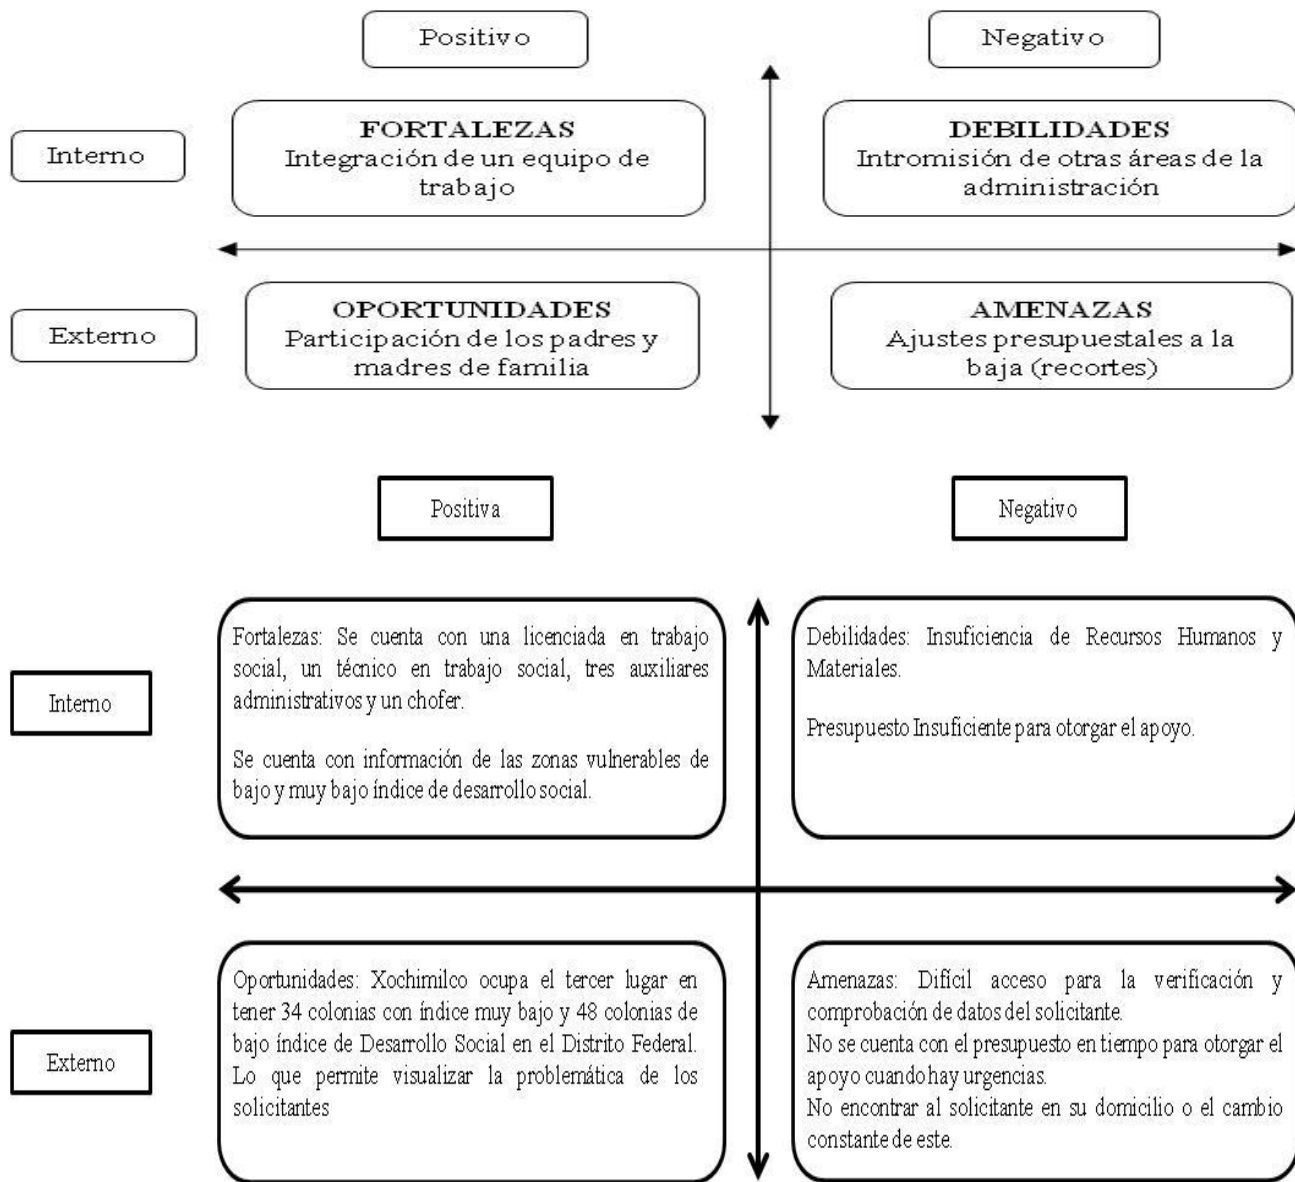 Positivo
Negativo
Interno
FORTALEZAS
Integración de un equipo de
trabajo
DEBILIDADES
Intromisión de otras áreas de la
administración
Externo
OPORTUNIDADES
Participación de los padres y
madres de familia
AMENAZAS
Ajustes presupuestales a la
baja (recortes)
Positiva
Negativo
Interno
Fortalezas: Se cuenta con una licenciada en trabajo
social, un técnico en trabajo social, tres auxiliares
administrativos y un chofer.
Se cuenta con información de las zonas vulnerables de
bajo y muy bajo índice de desarrollo social.
Debilidades: Insuficiencia de Recursos Humanos y
Materiales.
Presupuesto Insuficiente para otorgar el apoyo.
Externo
Oportunidades: Xochimilco ocupa el tercer lugar en
tener 34 colonias con índice muy bajo y 48 colonias de
bajo índice de Desarrollo Social en el Distrito Federal.
Lo que permite visualizar la problemática de los
solicitantes
Amenazas: Difícil acceso para la verificación y
comprobación de datos del solicitante.
No se cuenta con el presupuesto en tiempo para otorgar el
apoyo cuando hay urgencias.
No encontrar al solicitante en su domicilio o el cambio
constante de este.